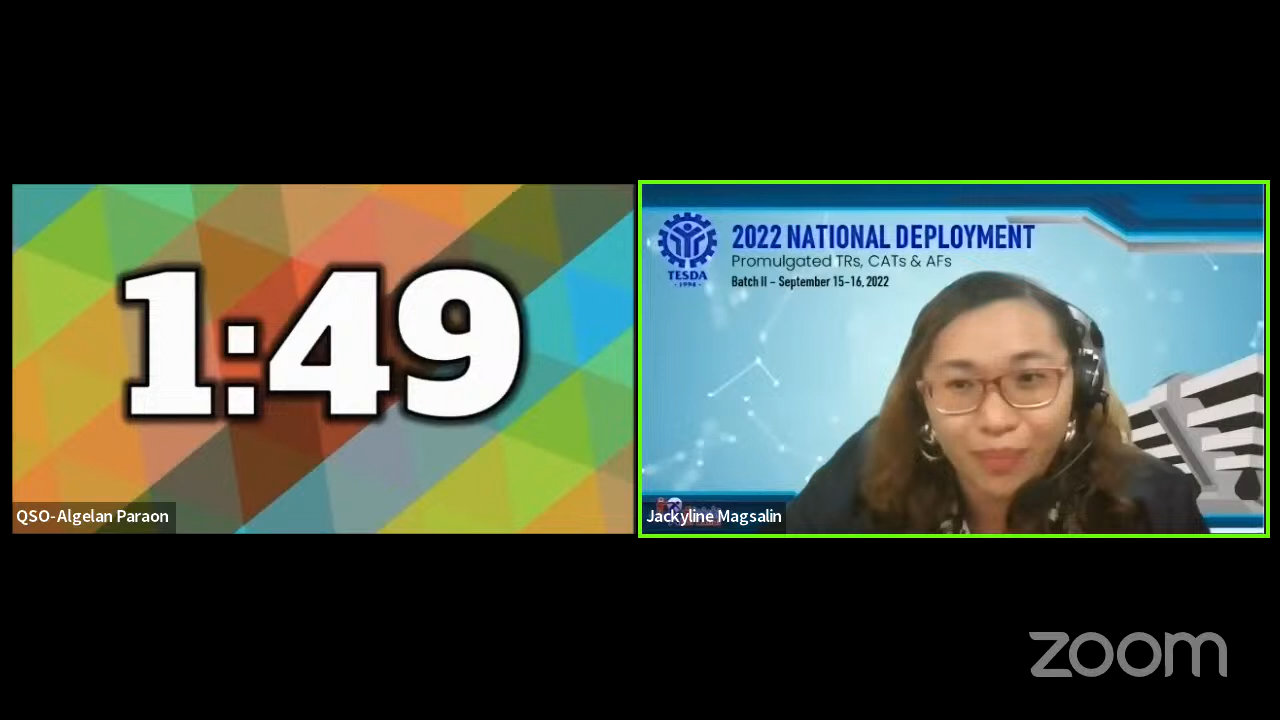 1:49
QSO-Algelan Paraon
TESDA
- 1994 -
2022 NATIONAL DEPLOYMENT
Promulgated TRs, CATs & AFs
Batch II – September 15-16, 2022
Jackyline Magsalin
zoom